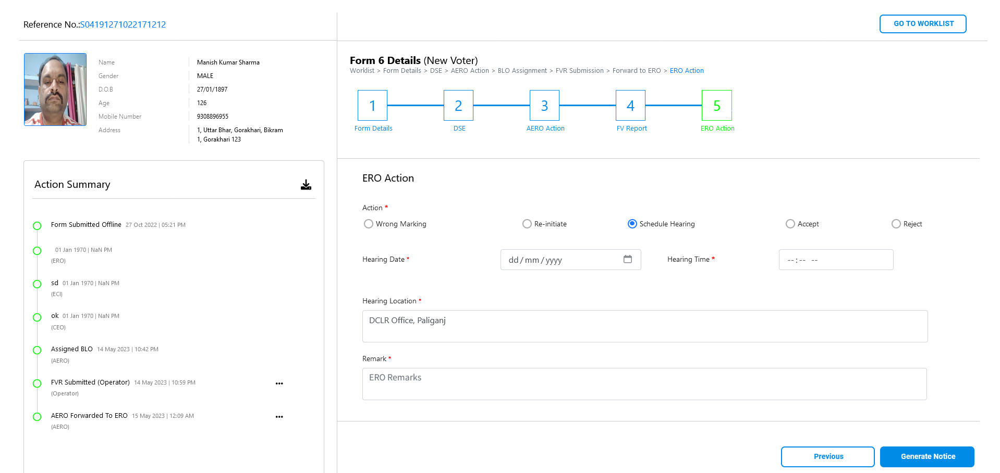 Reference No.:S04191271022171212
GO TO WORKLIST
Name Manish Kumar Sharma
Gender MALE
D.O.B 27/01/1897
Age 126
Mobile Number 9308896955
Address 1, Uttar Bhar, Gorakhari, Bikram
1, Gorakhari 123
Action Summary
Form Submitted Offline 27 Oct 2022 | 05:21 PM
01 Jan 1970 | NaN PM
(ERO)
sd 01 Jan 1970 | NaN PM
(ECI)
ok 01 Jan 1970 | NaN PM
(CEO)
Assigned BLO 14 May 2023 | 10:42 PM
(AERO)
FVR Submitted (Operator) 14 May 2023 | 10:59 PM
(Operator)
AERO Forwarded To ERO 15 May 2023 | 12:09 AM
(AERO)
Form 6 Details (New Voter)
Worklist > Form Details > DSE > AERO Action > BLO Assignment > FVR Submission > Forward to ERO > ERO Action
1 2 3 4 5
Form Details DSE AERO Action FV Report ERO Action
ERO Action
Action *
Wrong Marking Re-initiate Schedule Hearing Accept Reject
Hearing Date * dd/mm/yyyy Hearing Time * --:-- --
Hearing Location *
DCLR Office, Paliganj
Remark *
ERO Remarks
Previous Generate Notice